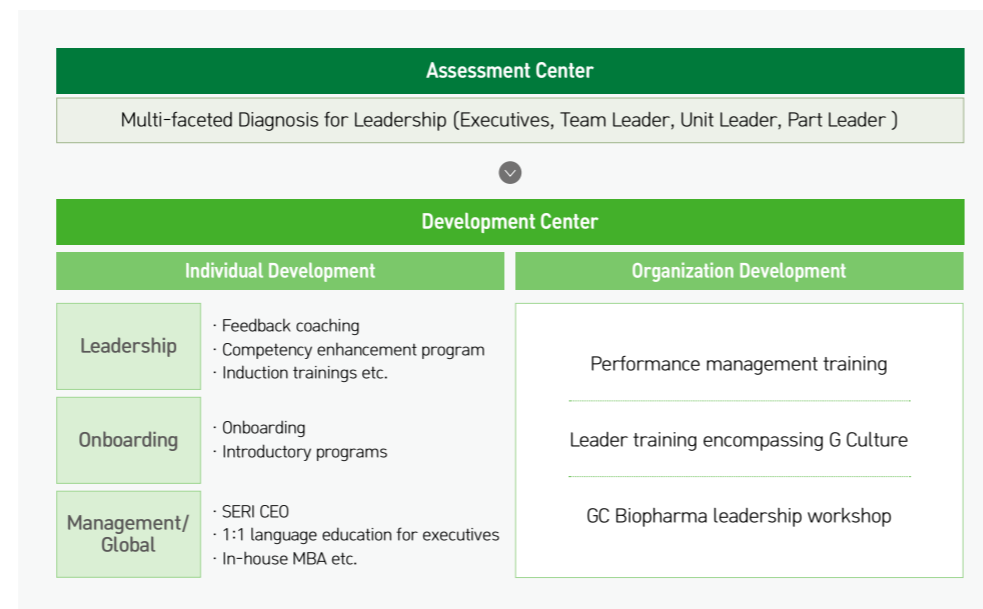 Assessment Center
Multi-faceted Diagnosis for Leadership (Executives, Team Leader, Unit Leader, Part Leader )
Development Center
Individual Development
Leadership
· Feedback coaching
· Competency enhancement program
· Induction trainings etc.
Onboarding
· Onboarding
· Introductory programs
Management/
Global
· SERI CEO
· 1:1 language education for executives
· In-house MBA etc.
Organization Development
Performance management training
Leader training encompassing G Culture
GC Biopharma leadership workshop